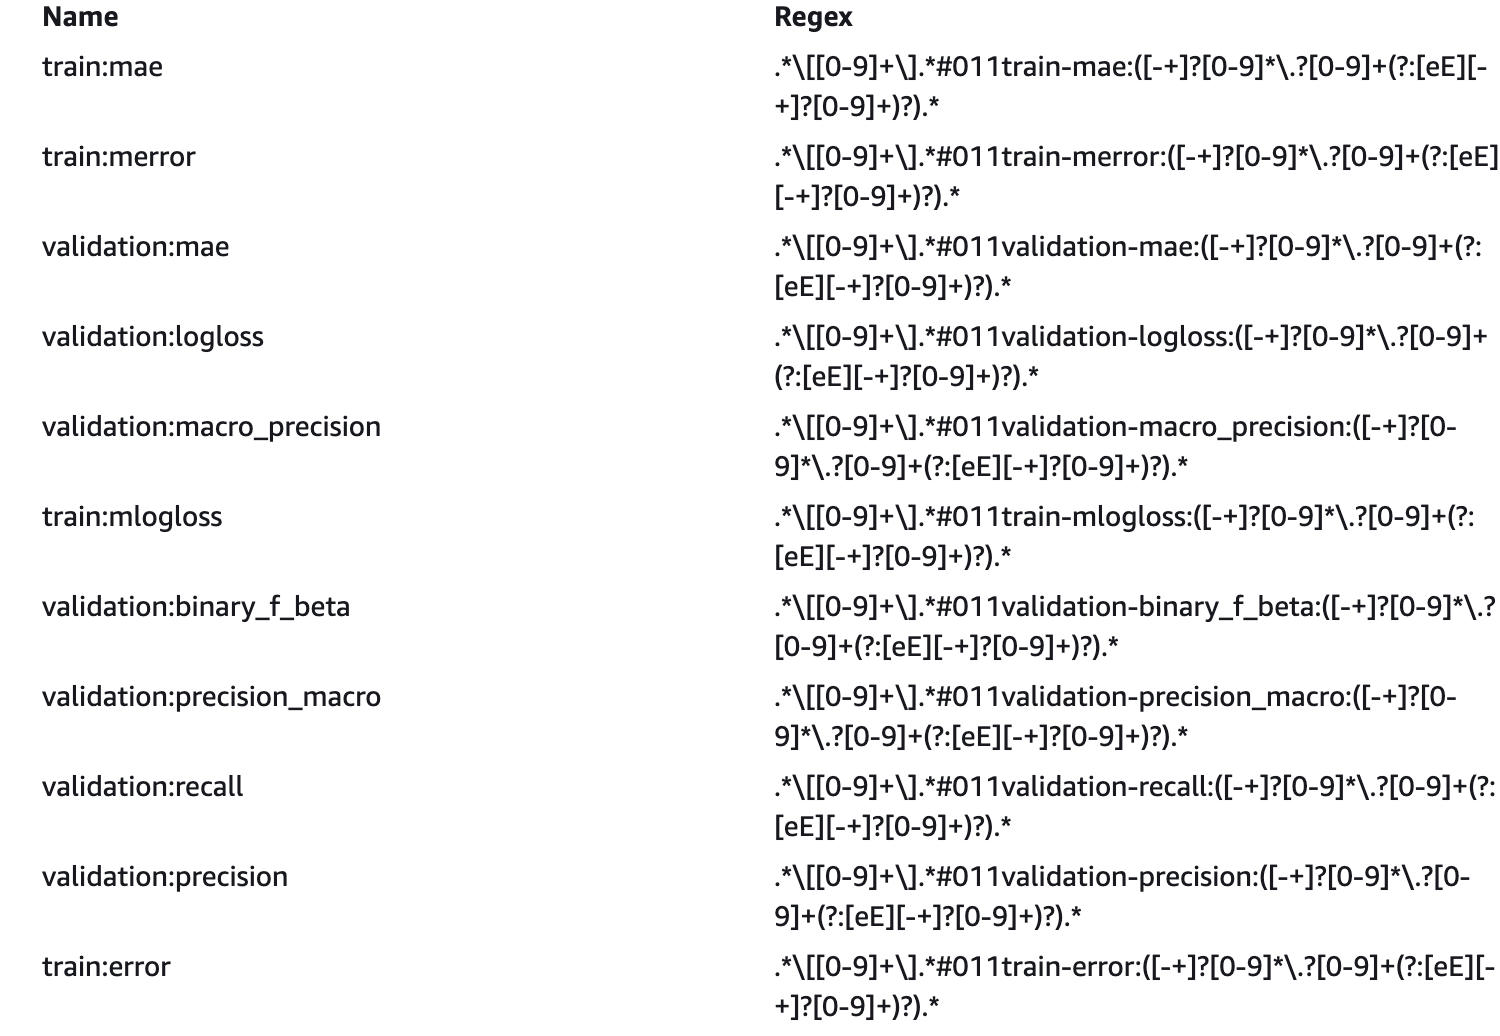 Name Regex
train:mae .*\[[0-9]+\].*#011train-mae:([-+]?[0-9]*\.?[0-9]+(?:[eE][-
+]?[0-9]+)?).*
train:merror .*\[[0-9]+\].*#011train-merror:([-+]?[0-9]*\.?[0-9]+(?:[eE]
[-+]?[0-9]+)?).*
validation:mae .*\[[0-9]+\].*#011validation-mae:([-+]?[0-9]*\.?[0-9]+(?:
[eE][-+]?[0-9]+)?).*
validation:logloss .*\[[0-9]+\].*#011validation-logloss:([-+]?[0-9]*\.?[0-9]+
(?:[eE][-+]?[0-9]+)?).*
validation:macro_precision .*\[[0-9]+\].*#011validation-macro_precision:([-+]?[0-
9]*\.?[0-9]+(?:[eE][-+]?[0-9]+)?).*
train:mlogloss .*\[[0-9]+\].*#011train-mlogloss:([-+]?[0-9]*\.?[0-9]+(?:
[eE][-+]?[0-9]+)?).*
validation:binary_f_beta .*\[[0-9]+\].*#011validation-binary_f_beta:([-+]?[0-9]*\.?
[0-9]+(?:[eE][-+]?[0-9]+)?).*
validation:precision_macro .*\[[0-9]+\].*#011validation-precision_macro:([-+]?[0-
9]*\.?[0-9]+(?:[eE][-+]?[0-9]+)?).*
validation:recall .*\[[0-9]+\].*#011validation-recall:([-+]?[0-9]*\.?[0-9]+(?:
[eE][-+]?[0-9]+)?).*
validation:precision .*\[[0-9]+\].*#011validation-precision:([-+]?[0-9]*\.?[0-
9]+(?:[eE][-+]?[0-9]+)?).*
train:error .*\[[0-9]+\].*#011train-error:([-+]?[0-9]*\.?[0-9]+(?:[eE][-
+]?[0-9]+)?).*